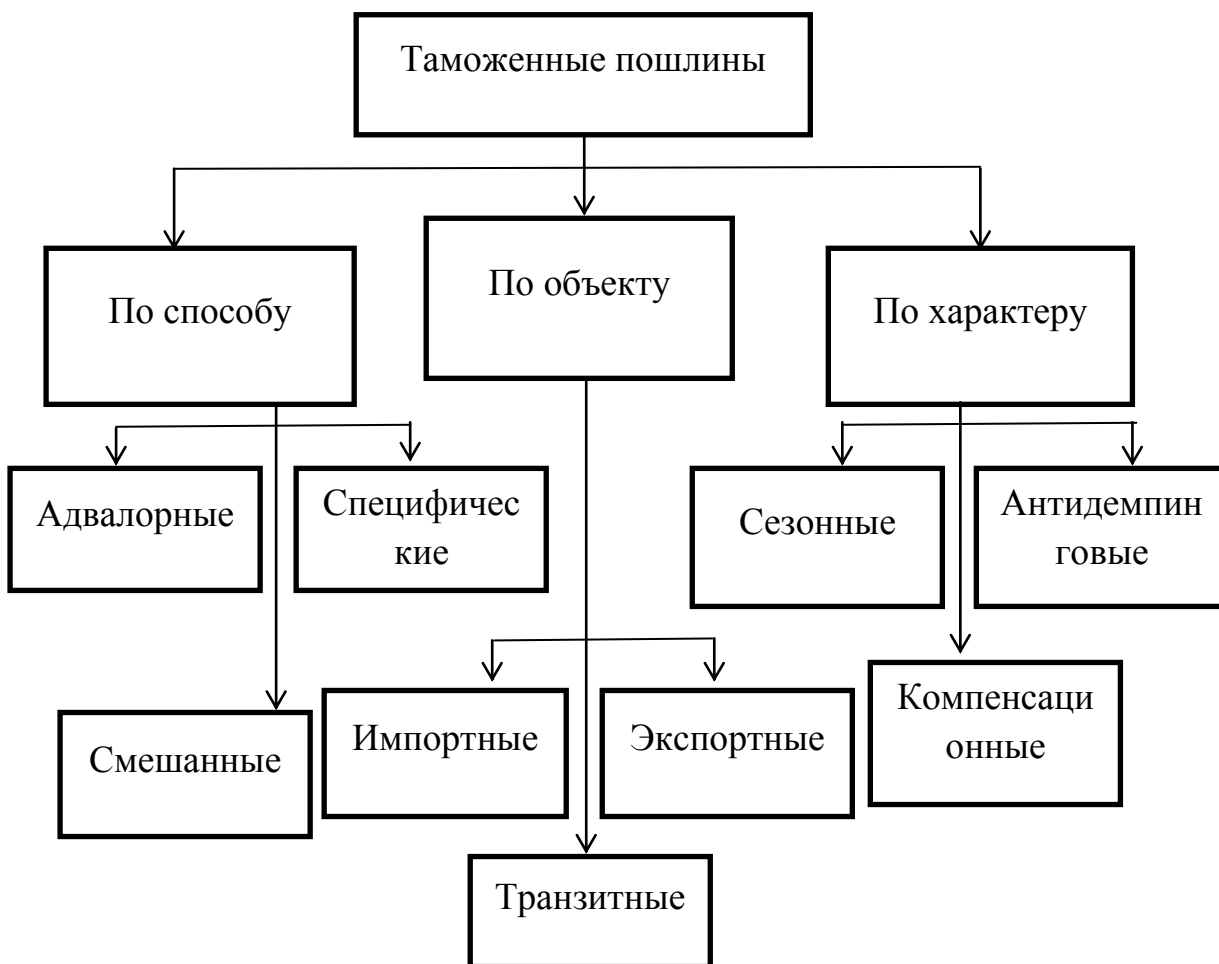 Таможенные пошлины
По способу
По объекту
По характеру
Адвалорные
Специфичес
кие
Сезонные
Антидемпин
говые
Смешанные
Импортные
Экспортные
Компенсаци
онные
Транзитные